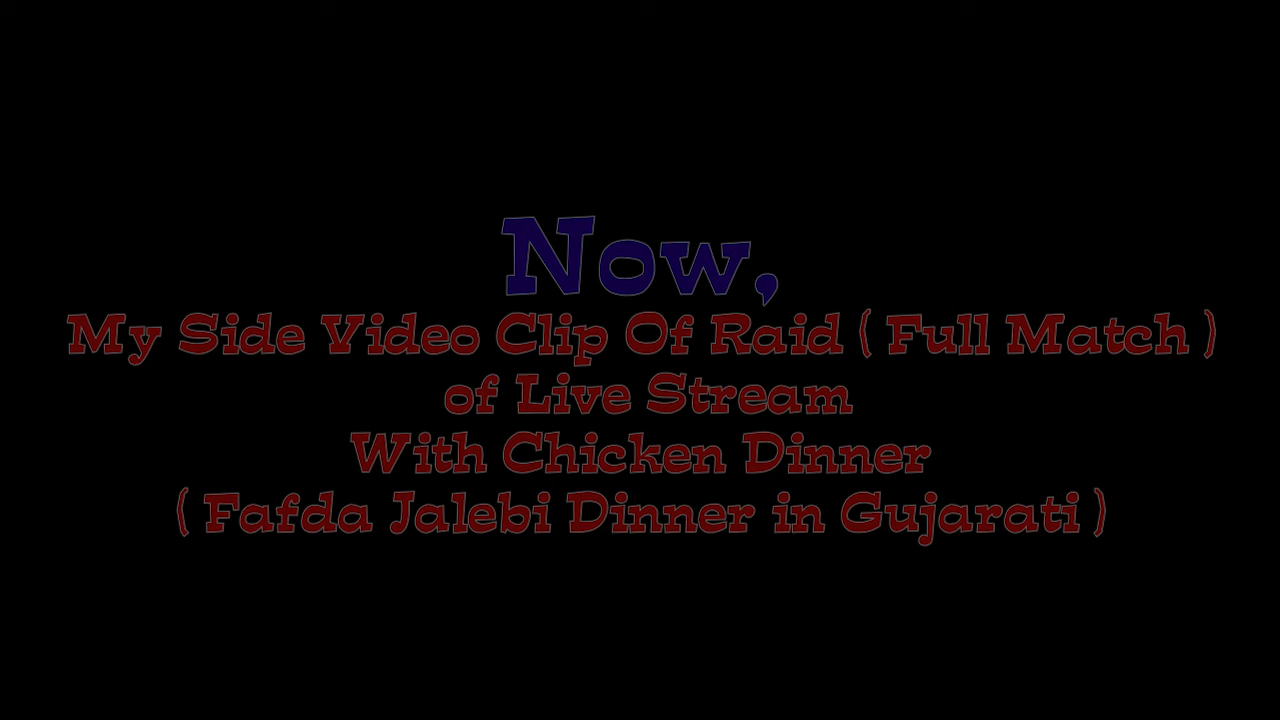 Now,
My Side Video Clip Of Raid ( Full Match )
of Live Stream
With Chicken Dinner
( Fafda Jalebi Dinner in Gujarati )